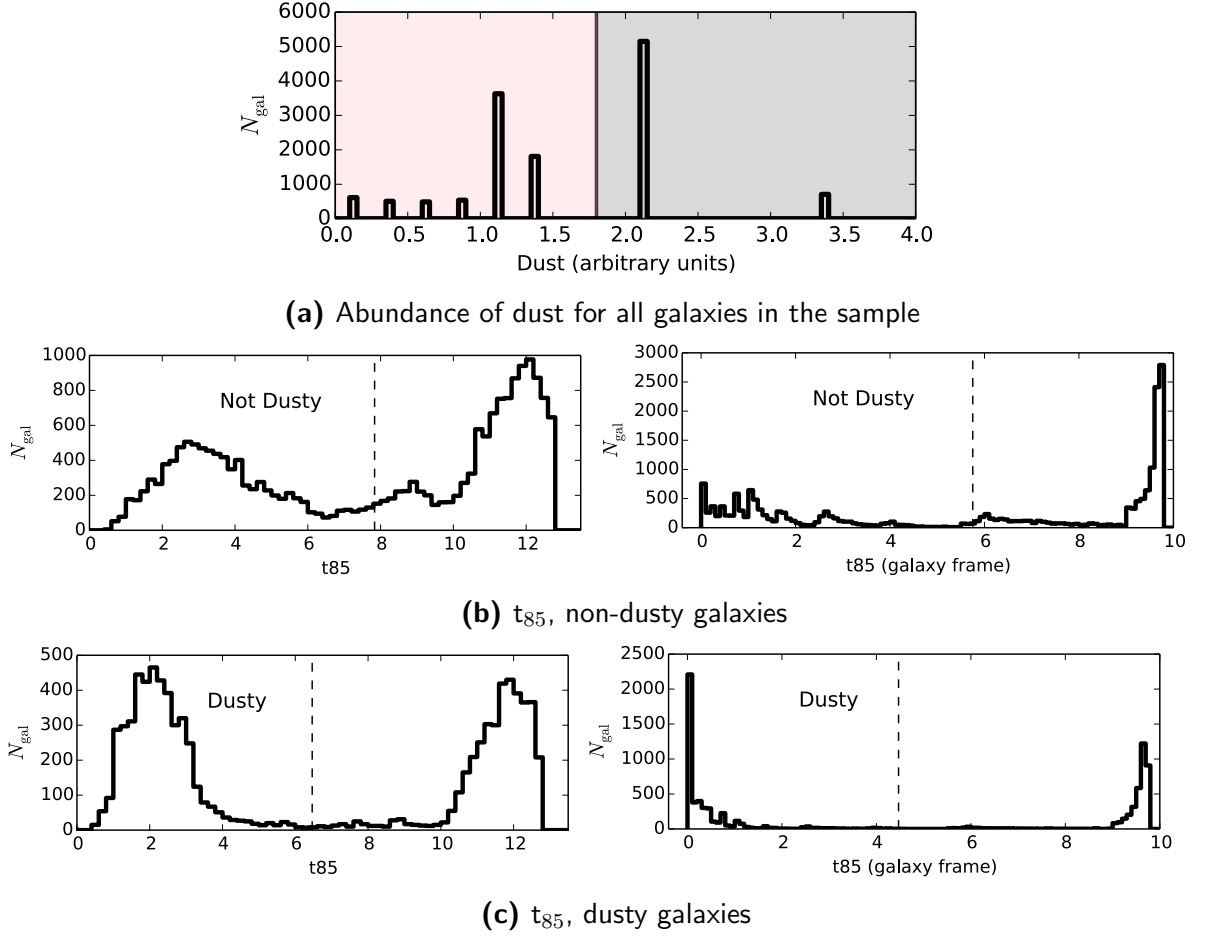 6000
5000
4000
3000
2000
1000
0
N_gal
0.0 0.5 1.0 1.5 2.0 2.5 3.0 3.5 4.0
Dust (arbitrary units)
(a) Abundance of dust for all galaxies in the sample
1000
800
600
400
200
0
N_gal
Not Dusty
0 2 4 6 8 10 12
t85
3000
2500
2000
1500
1000
500
0
N_gal
Not Dusty
0 2 4 6 8 10
t85 (galaxy frame)
(b) t₈₅, non-dusty galaxies
500
400
300
200
100
0
N_gal
Dusty
0 2 4 6 8 10 12
t85
2500
2000
1500
1000
500
0
N_gal
Dusty
0 2 4 6 8 10
t85 (galaxy frame)
(c) t₈₅, dusty galaxies